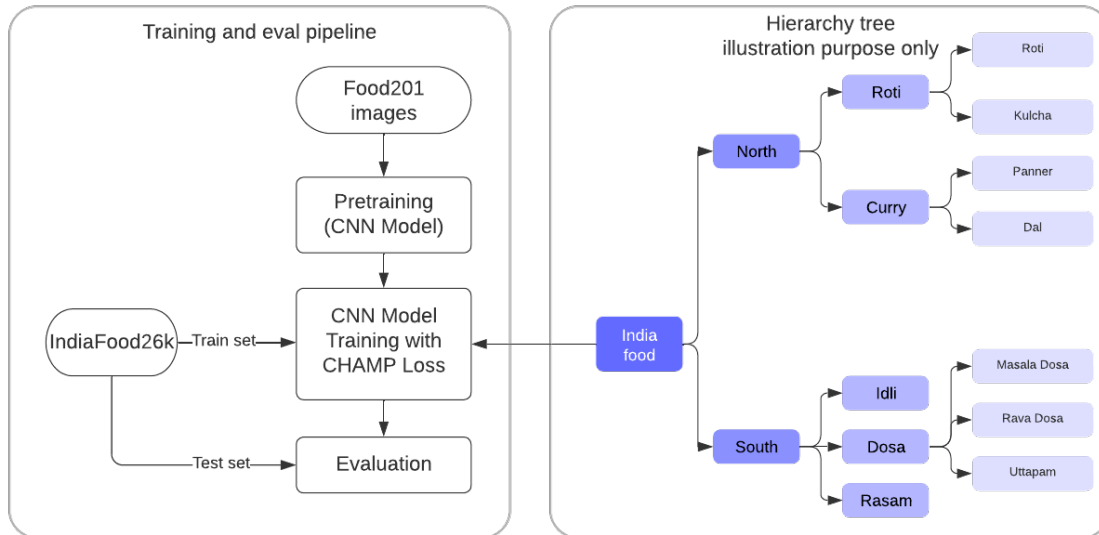 Training and eval pipeline
Food201
images
Pretraining
(CNN Model)
IndiaFood26k
Train set
CNN Model
Training with
CHAMP Loss
Test set
Evaluation
Hierarchy tree
illustration purpose only
India
food
North
Roti
Roti
Kulcha
Curry
Panner
Dal
South
Idli
Dosa
Masala Dosa
Rava Dosa
Uttapam
Rasam